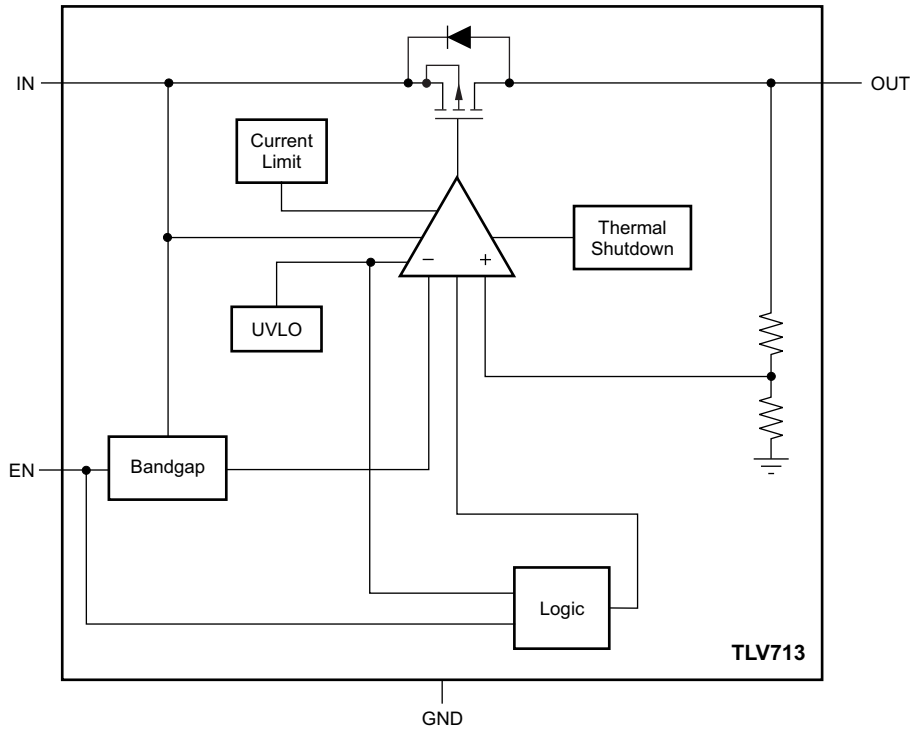 IN
OUT
Current
Limit
Thermal
Shutdown
−
+
UVLO
EN
Bandgap
Logic
TLV713
GND